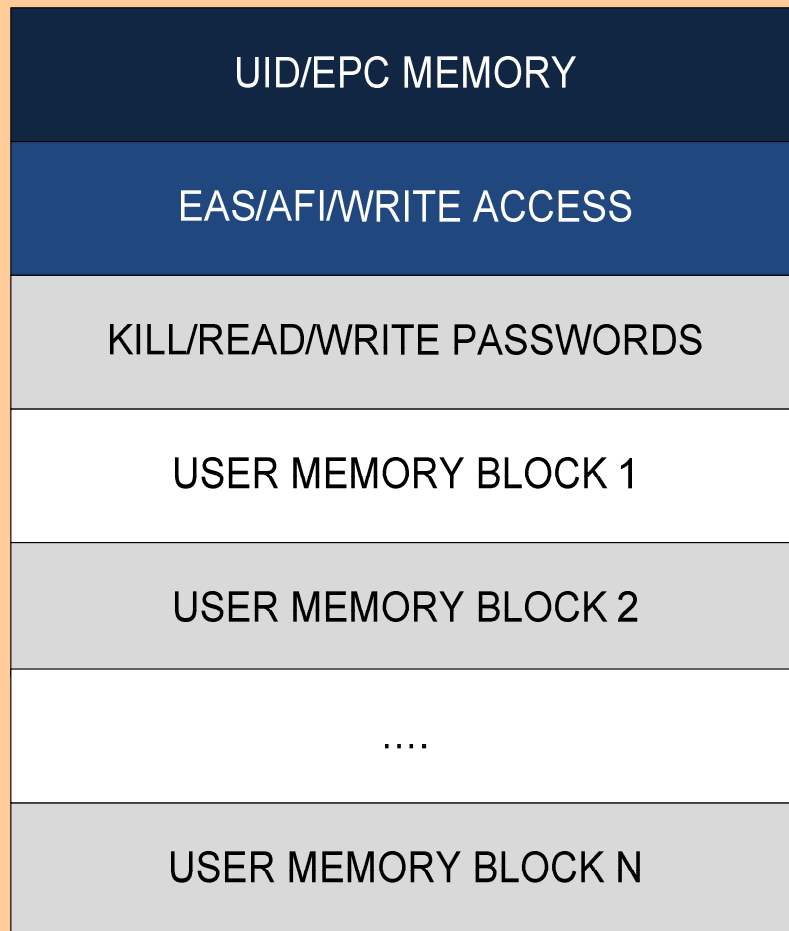 UID/EPC MEMORY
EAS/AFI/WRITE ACCESS
KILL/READ/WRITE PASSWORDS
USER MEMORY BLOCK 1
USER MEMORY BLOCK 2
....
USER MEMORY BLOCK N